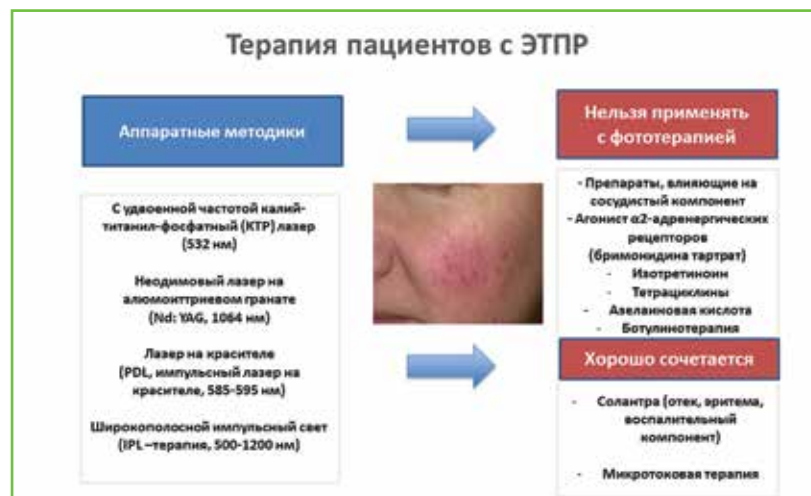 Терапия пациентов с ЭТПР
Аппаратные методики
С удвоенной частотой калий-
титанил-фосфатный (КТР) лазер
(532 нм)
Неодимовый лазер на
алюмоиттриевом гранате
(Nd: YAG, 1064 нм)
Лазер на красителе
(PDL, импульсный лазер на
красителе, 585-595 нм)
Широкополосной импульсный свет
(IPL –терапия, 500-1200 нм)
Нельзя применять
с фототерапией
- Препараты, влияющие на
сосудистый компонент
- Агонист α2-адренергических
рецепторов
(бримонидина тартрат)
- Изотретиноин
- Тетрациклины
- Азелаиновая кислота
- Ботулинотерапия
Хорошо сочетается
- Солантра (отек, эритема,
воспалительный
компонент)
- Микротоковая терапия